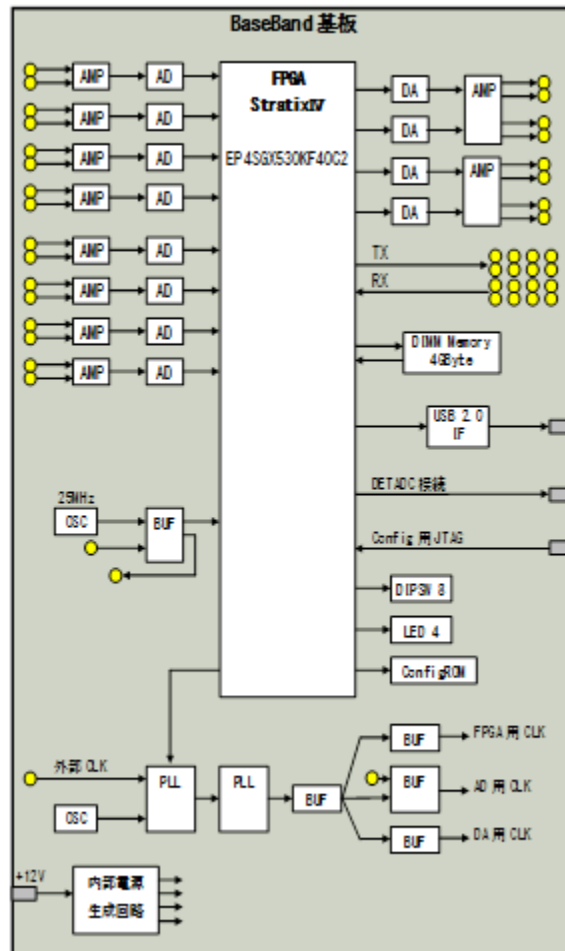 BaseBand 基板
AMP AD
AMP AD
AMP AD
AMP AD
AMP AD
AMP AD
AMP AD
AMP AD
FPGA
StratixIV
EP4SGX530KF40C2
DA
DA
AMP
DA
DA
AMP
TX
RX
DIMM Memory
4GByte
USB 2.0
IF
DETADC 接続
Config 用 JTAG
25MHz
OSC
BUF
DIPSW 8
LED 4
ConfigROM
外部 CLK
OSC
PLL
PLL
BUF
BUF
FPGA 用 CLK
BUF
AD 用 CLK
BUF
DA 用 CLK
+12V
内部電源
生成回路